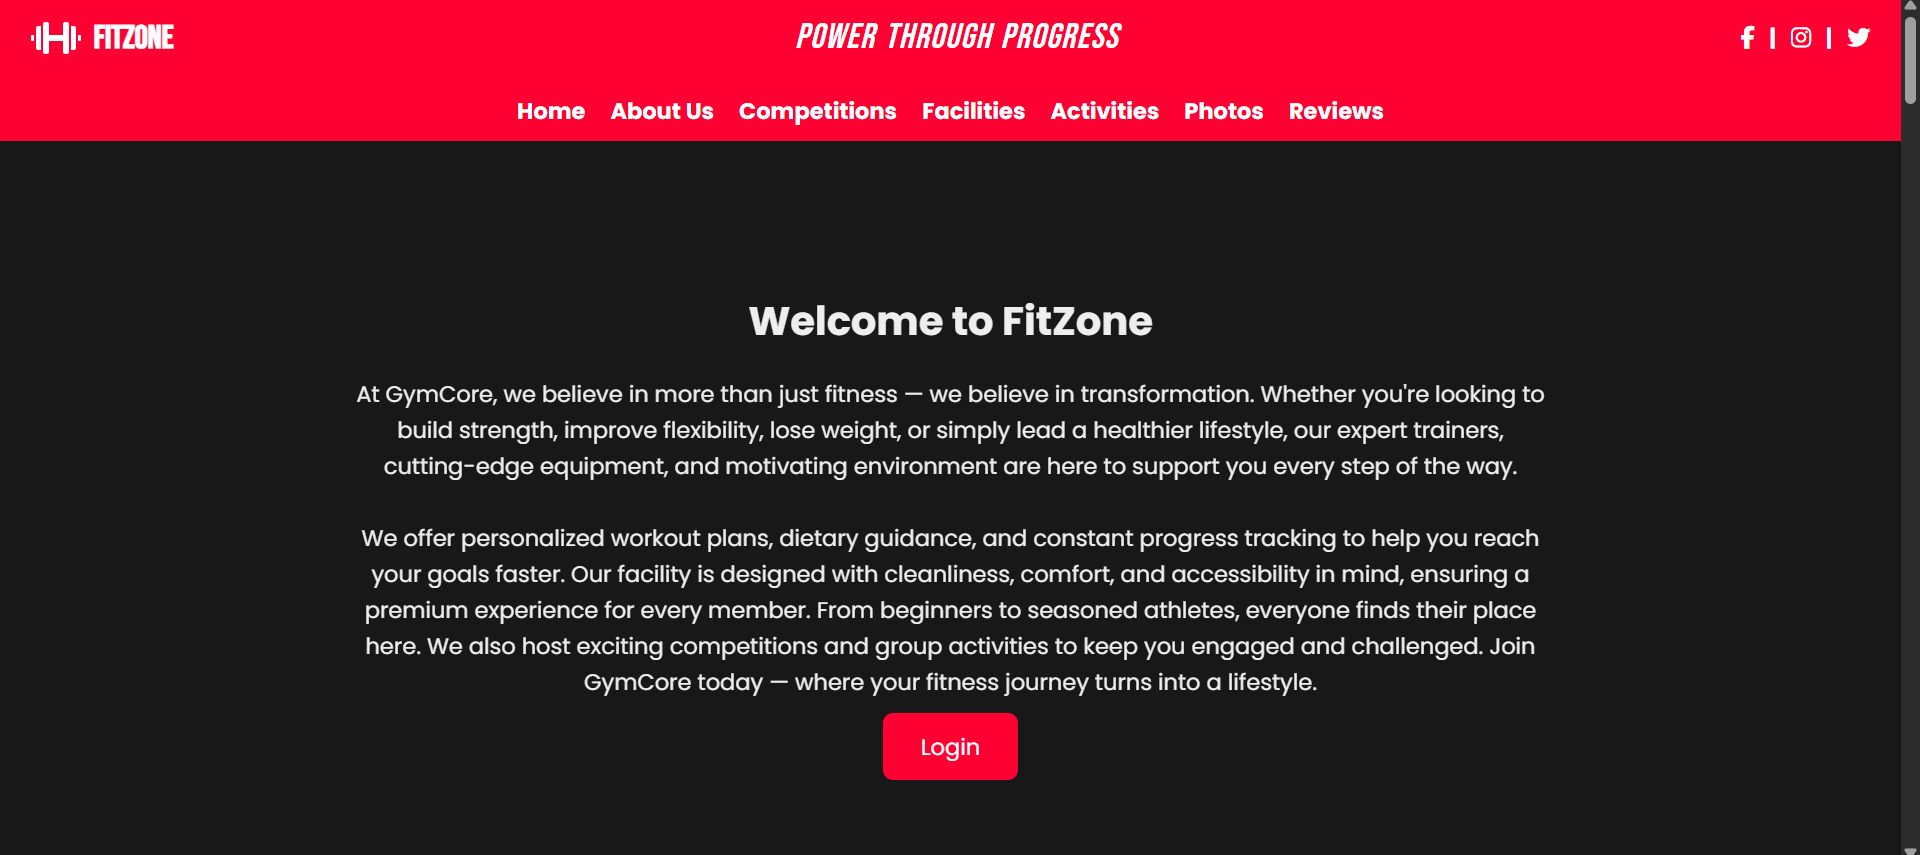 FITZONE
POWER THROUGH PROGRESS
Home About Us Competitions Facilities Activities Photos Reviews
Welcome to FitZone
At GymCore, we believe in more than just fitness — we believe in transformation. Whether you're looking to
build strength, improve flexibility, lose weight, or simply lead a healthier lifestyle, our expert trainers,
cutting-edge equipment, and motivating environment are here to support you every step of the way.
We offer personalized workout plans, dietary guidance, and constant progress tracking to help you reach
your goals faster. Our facility is designed with cleanliness, comfort, and accessibility in mind, ensuring a
premium experience for every member. From beginners to seasoned athletes, everyone finds their place
here. We also host exciting competitions and group activities to keep you engaged and challenged. Join
GymCore today — where your fitness journey turns into a lifestyle.
Login